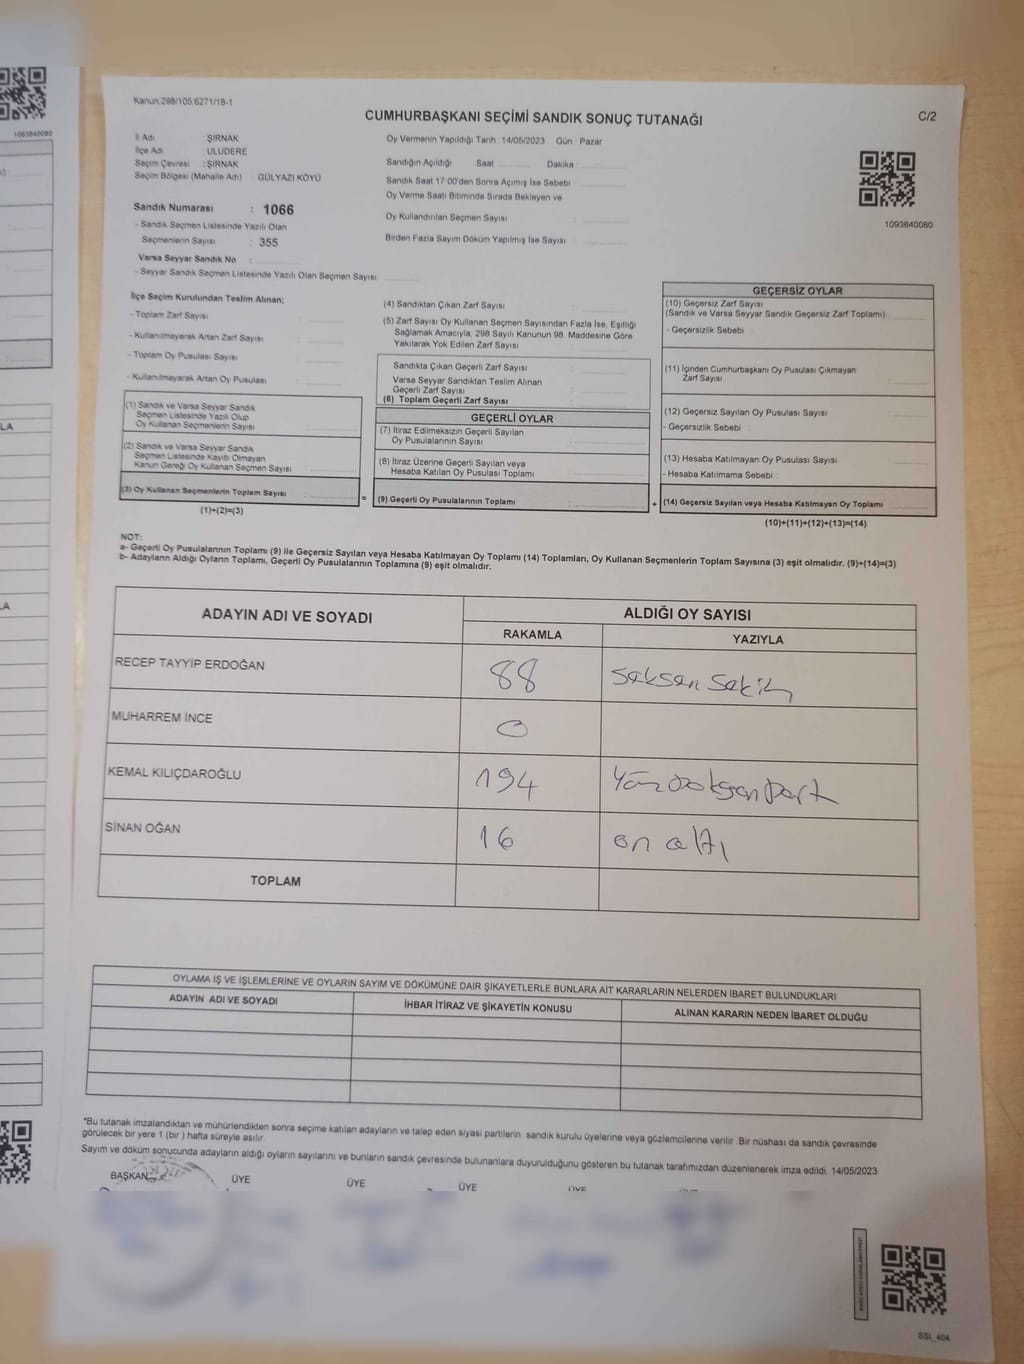 Kanun:298/105;6271/18-1
CUMHURBAŞKANI SEÇİMİ SANDIK SONUÇ TUTANAĞI
C/2
İl Adı : ŞIRNAK
İlçe Adı : ULUDERE
Seçim Çevresi : ŞIRNAK
Seçim Bölgesi (Mahalle Adı) : GÜLYAZI KÖYÜ
Sandık Numarası : 1066
- Sandık Seçmen Listesinde Yazılı Olan
Seçmenlerin Sayısı : 355
Varsa Seyyar Sandık No :
- Seyyar Sandık Seçmen Listesinde Yazılı Olan Seçmen Sayısı
Oy Vermenin Yapıldığı Tarih : 14/05/2023 Gün : Pazar
Sandığın Açıldığı Saat Dakika
Sandık Saat 17:00'den Sonra Açımış İse Sebebi :
Oy Verme Saati Bitiminde Sırada Bekleyen ve
Oy Kullandırılan Seçmen Sayısı
Birden Fazla Sayım Döküm Yapılmış İse Sayısı
1093840080
İlçe Seçim Kurulundan Teslim Alınan;
- Toplam Zarf Sayısı
- Kullanılmayarak Artan Zarf Sayısı
- Toplam Oy Pusulası Sayısı
- Kullanılmayarak Artan Oy Pusulası
(1) Sandık ve Varsa Seyyar Sandık
Seçmen Listesinde Yazılı Olup
Oy Kullanan Seçmenlerin Sayısı
(2) Sandık ve Varsa Seyyar Sandık
Seçmen Listesinde Kayıtlı Olmayan
Kanun Gereği Oy Kullanan Seçmen Sayısı
(3) Oy Kullanan Seçmenlerin Toplam Sayısı
(1)+(2)=(3)
=
(4) Sandıktan Çıkan Zarf Sayısı
(5) Zarf Sayısı Oy Kullanan Seçmen Sayısından Fazla İse, Eşitliği
Sağlamak Amacıyla, 298 Sayılı Kanunun 98. Maddesine Göre
Yakılarak Yok Edilen Zarf Sayısı
Sandıkta Çıkan Geçerli Zarf Sayısı
Varsa Seyyar Sandıktan Teslim Alınan
Geçerli Zarf Sayısı
(6) Toplam Geçerli Zarf Sayısı
GEÇERLİ OYLAR
(7) İtiraz Edilmeksizin Geçerli Sayılan
Oy Pusulalarının Sayısı
(8) İtiraz Üzerine Geçerli Sayılan veya
Hesaba Katılan Oy Pusulası Toplamı
(9) Geçerli Oy Pusulalarının Toplamı
+
GEÇERSİZ OYLAR
(10) Geçersiz Zarf Sayısı
(Sandık ve Varsa Seyyar Sandık Geçersiz Zarf Toplamı)
- Geçersizlik Sebebi
(11) İçinden Cumhurbaşkanı Oy Pusulası Çıkmayan
Zarf Sayısı
(12) Geçersiz Sayılan Oy Pusulası Sayısı
- Geçersizlik Sebebi
(13) Hesaba Katılmayan Oy Pusulası Sayısı
- Hesaba Katılmama Sebebi
(14) Geçersiz Sayılan veya Hesaba Katılmayan Oy Toplamı
(10)+(11)+(12)+(13)=(14)
NOT:
a- Geçerli Oy Pusulalarının Toplamı (9) ile Geçersiz Sayılan veya Hesaba Katılmayan Oy Toplamı (14) Toplamları, Oy Kullanan Seçmenlerin Toplam Sayısına (3) eşit olmalıdır. (9)+(14)=(3)
b- Adayların Aldığı Oyların Toplamı, Geçerli Oy Pusulalarının Toplamına (9) eşit olmalıdır.
ADAYIN ADI VE SOYADI
ALDIĞI OY SAYISI
RAKAMLA YAZIYLA
RECEP TAYYİP ERDOĞAN 88 Seksen Sekiz
MUHARREM İNCE 0
KEMAL KILIÇDAROĞLU 194 Yüz Doksan Dört
SİNAN OĞAN 16 on altı
TOPLAM
OYLAMA İŞ VE İŞLEMLERİNE VE OYLARIN SAYIM VE DÖKÜMÜNE DAİR ŞİKAYETLERLE BUNLARA AİT KARARLARIN NELERDEN İBARET BULUNDUKLARI
ADAYIN ADI VE SOYADI İHBAR İTİRAZ VE ŞİKAYETİN KONUSU ALINAN KARARIN NEDEN İBARET OLDUĞU
*Bu tutanak imzalandıktan ve mühürlendikten sonra seçime katılan adayların ve talep eden siyasi partilerin sandık kurulu üyelerine veya gözlemcilerine verilir. Bir nüshası da sandık çevresinde
görülecek bir yere 1 (bir) hafta süreyle asılır.
Sayım ve döküm sonucunda adayların aldığı oyların sayılarını ve bunların sandık çevresinde bulunanlara duyurulduğunu gösteren bu tutanak tarafımızdan düzenlenerek imza edildi. 14/05/2023
BAŞKAN ÜYE ÜYE ÜYE ÜYE
SSI_404